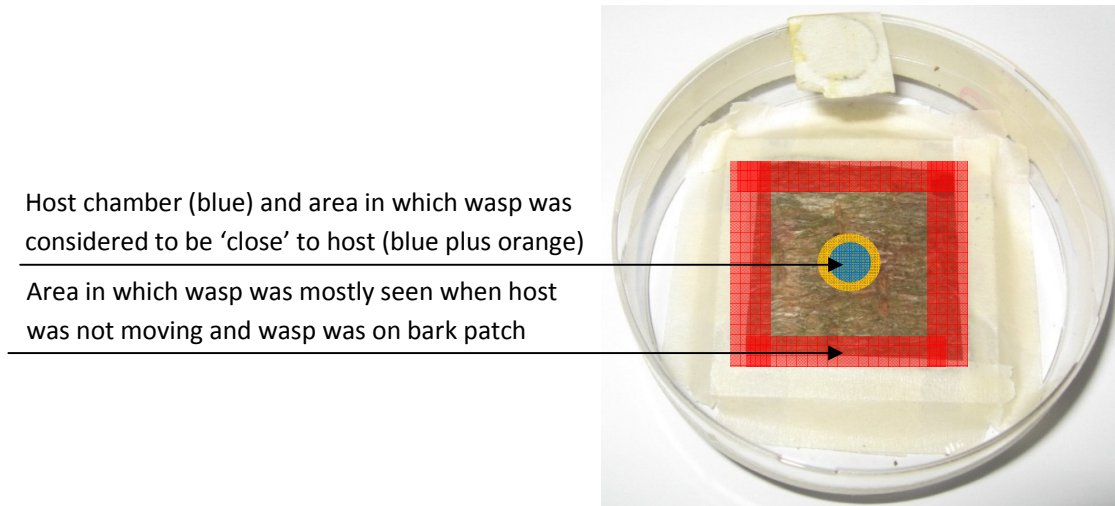 Host chamber (blue) and area in which wasp was
considered to be ‘close’ to host (blue plus orange)
Area in which wasp was mostly seen when host
was not moving and wasp was on bark patch